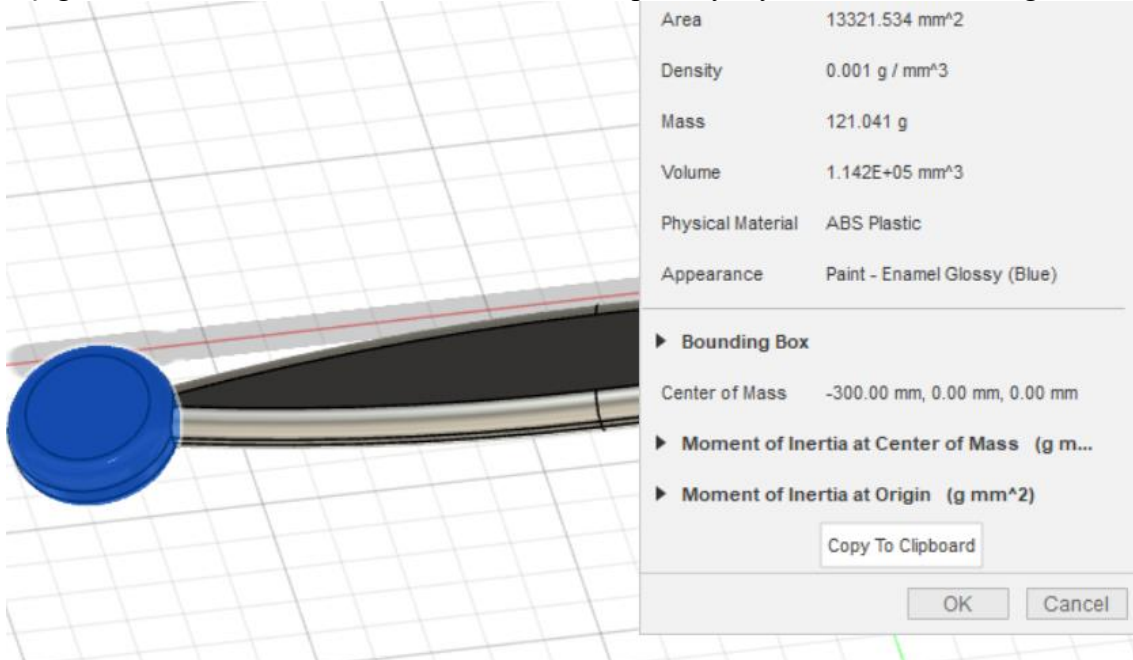 Area 13321.534 mm^2
Density 0.001 g / mm^3
Mass 121.041 g
Volume 1.142E+05 mm^3
Physical Material ABS Plastic
Appearance Paint - Enamel Glossy (Blue)
Bounding Box
Center of Mass -300.00 mm, 0.00 mm, 0.00 mm
Moment of Inertia at Center of Mass (g m...
Moment of Inertia at Origin (g mm^2)
Copy To Clipboard
OK Cancel